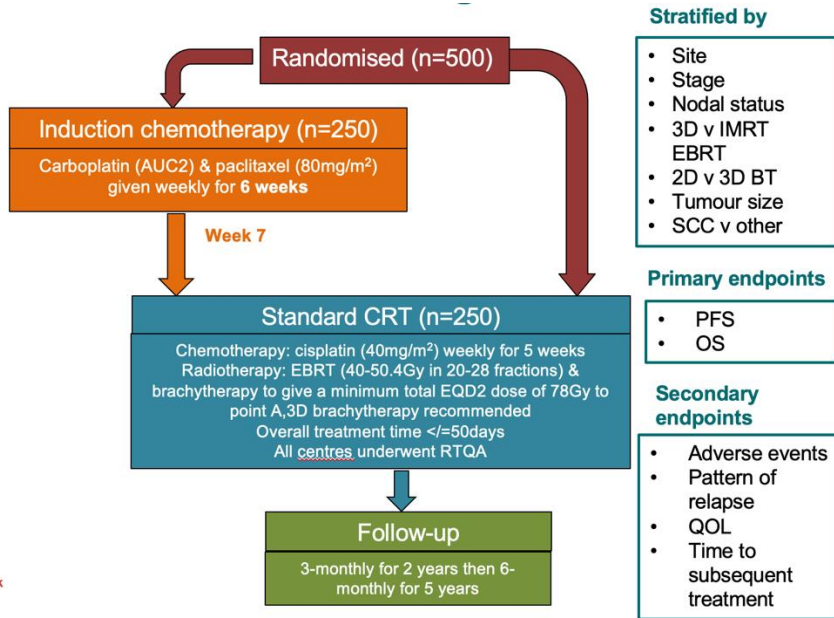 Randomised (n=500)
Induction chemotherapy (n=250)
Carboplatin (AUC2) & paclitaxel (80mg/m²)
given weekly for 6 weeks
Week 7
Standard CRT (n=250)
Chemotherapy: cisplatin (40mg/m²) weekly for 5 weeks
Radiotherapy: EBRT (40-50.4Gy in 20-28 fractions) &
brachytherapy to give a minimum total EQD2 dose of 78Gy to
point A,3D brachytherapy recommended
Overall treatment time </=50days
All centres underwent RTQA
Follow-up
3-monthly for 2 years then 6-
monthly for 5 years
Stratified by
• Site
• Stage
• Nodal status
• 3D v IMRT
EBRT
• 2D v 3D BT
• Tumour size
• SCC v other
Primary endpoints
• PFS
• OS
Secondary
endpoints
• Adverse events
• Pattern of
relapse
• QOL
• Time to
subsequent
treatment